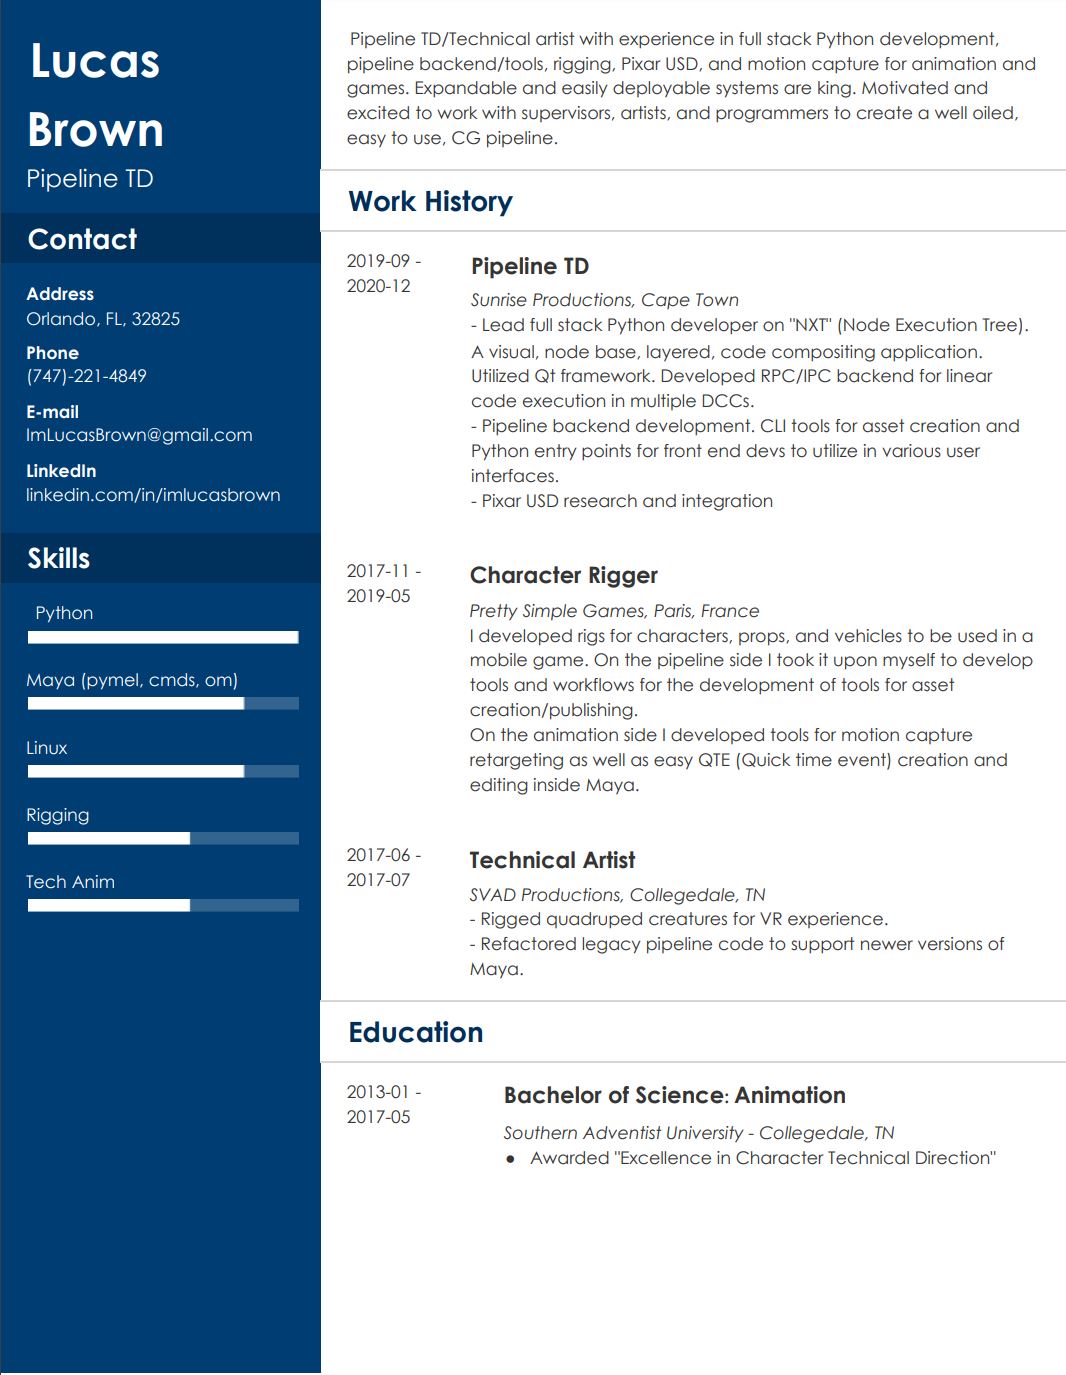 Lucas
Brown
Pipeline TD
Contact
Address
Orlando, FL, 32825
Phone
(747)-221-4849
E-mail
ImLucasBrown@gmail.com
LinkedIn
linkedin.com/in/imlucasbrown
Skills
Python
Maya (pymel, cmds, om)
Linux
Rigging
Tech Anim
Pipeline TD/Technical artist with experience in full stack Python development,
pipeline backend/tools, rigging, Pixar USD, and motion capture for animation and
games. Expandable and easily deployable systems are king. Motivated and
excited to work with supervisors, artists, and programmers to create a well oiled,
easy to use, CG pipeline.
Work History
2019-09 -
2020-12
Pipeline TD
Sunrise Productions, Cape Town
- Lead full stack Python developer on "NXT" (Node Execution Tree).
A visual, node base, layered, code compositing application.
Utilized Qt framework. Developed RPC/IPC backend for linear
code execution in multiple DCCs.
- Pipeline backend development. CLI tools for asset creation and
Python entry points for front end devs to utilize in various user
interfaces.
- Pixar USD research and integration
2017-11 -
2019-05
Character Rigger
Pretty Simple Games, Paris, France
I developed rigs for characters, props, and vehicles to be used in a
mobile game. On the pipeline side I took it upon myself to develop
tools and workflows for the development of tools for asset
creation/publishing.
On the animation side I developed tools for motion capture
retargeting as well as easy QTE (Quick time event) creation and
editing inside Maya.
2017-06 -
2017-07
Technical Artist
SVAD Productions, Collegedale, TN
- Rigged quadruped creatures for VR experience.
- Refactored legacy pipeline code to support newer versions of
Maya.
Education
2013-01 -
2017-05
Bachelor of Science: Animation
Southern Adventist University - Collegedale, TN
● Awarded "Excellence in Character Technical Direction"